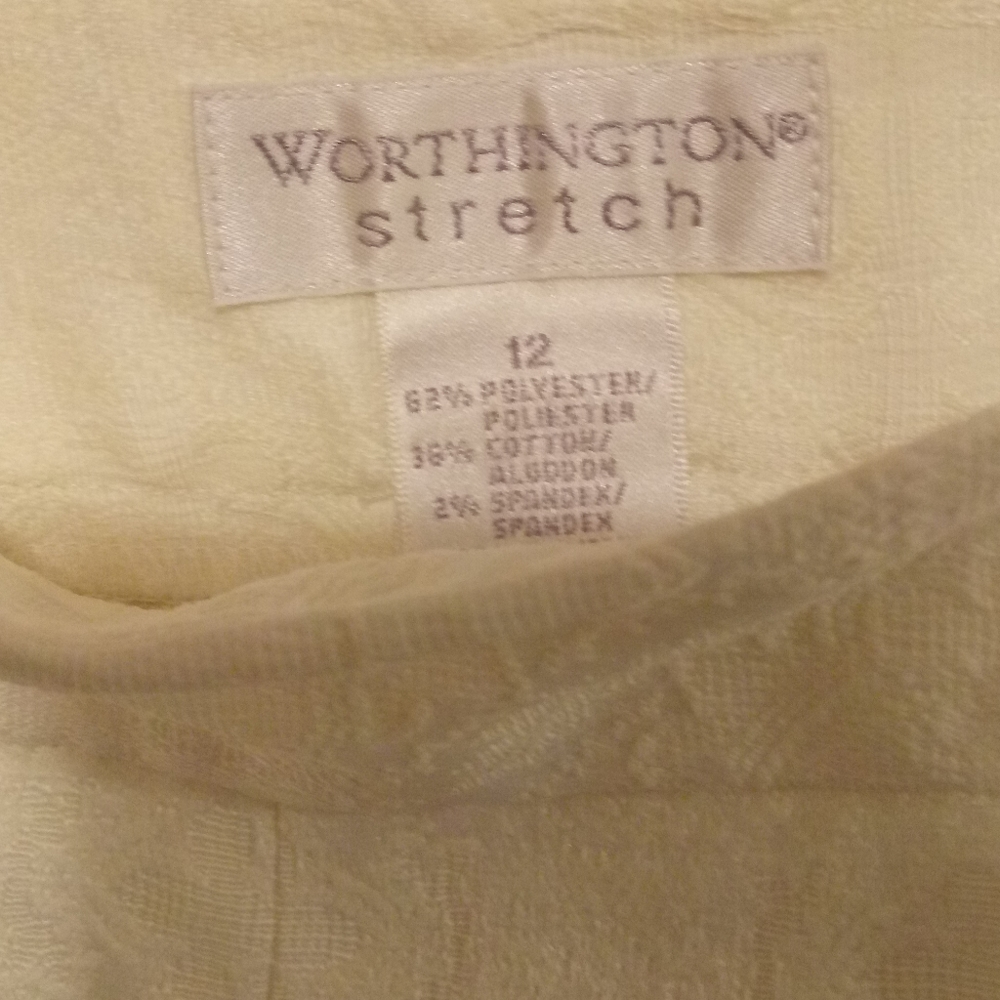 WORTHINGTON®
stretch
12
62% POLYESTER/
POLIESTER
36% COTTON/
ALGODON
2% SPANDEX/
SPANDEX